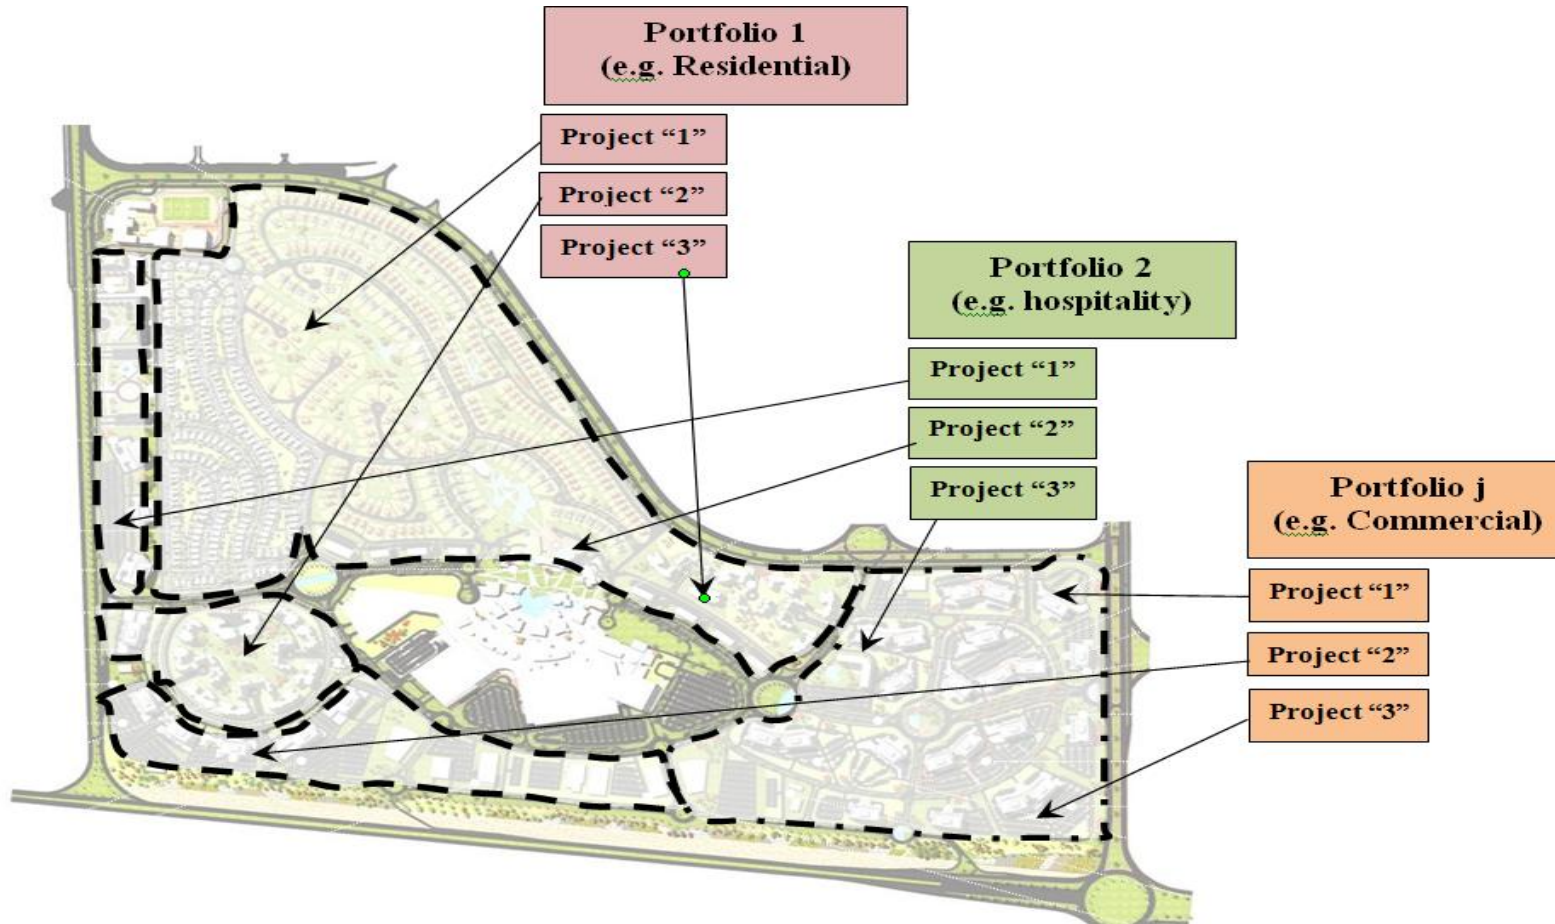 Portfolio 1
(e.g. Residential)
Project “1”
Project “2”
Project “3”
Portfolio 2
(e.g. hospitality)
Project “1”
Project “2”
Project “3”
Portfolio j
(e.g. Commercial)
Project “1”
Project “2”
Project “3”